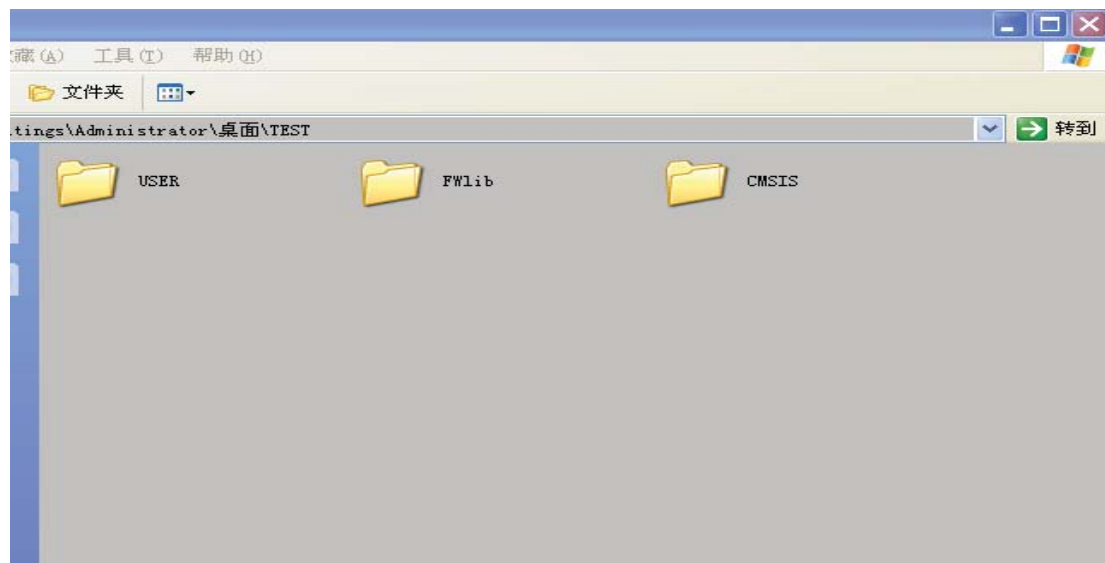 藏(A) 工具(T) 帮助(H)
文件夹
tings\Administrator\桌面\TEST 转到
USER FWlib CMSIS